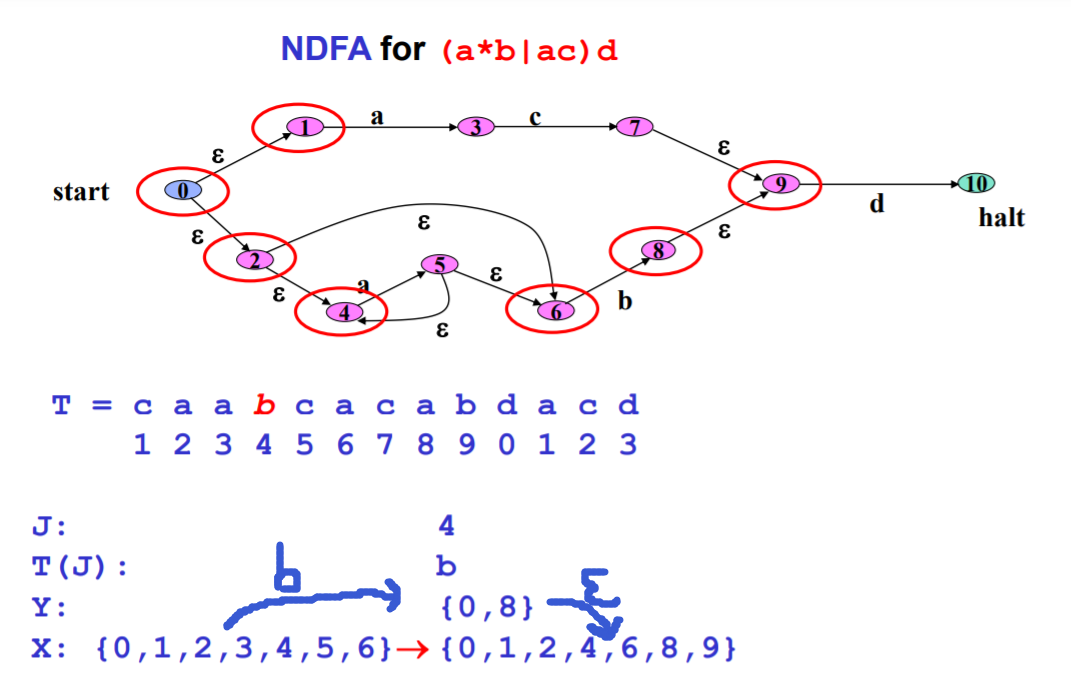 NDFA for (a*b|ac)d
1 a 3 c 7
ε ε
start 0 9 d 10
halt
ε 2 ε 8 ε
ε 4 a 5 ε 6 b
ε
T = c a a b c a c a b d a c d
1 2 3 4 5 6 7 8 9 0 1 2 3
J: 4
T(J): b
b
Y: {0,8} ε
X: {0,1,2,3,4,5,6}→{0,1,2,4,6,8,9}